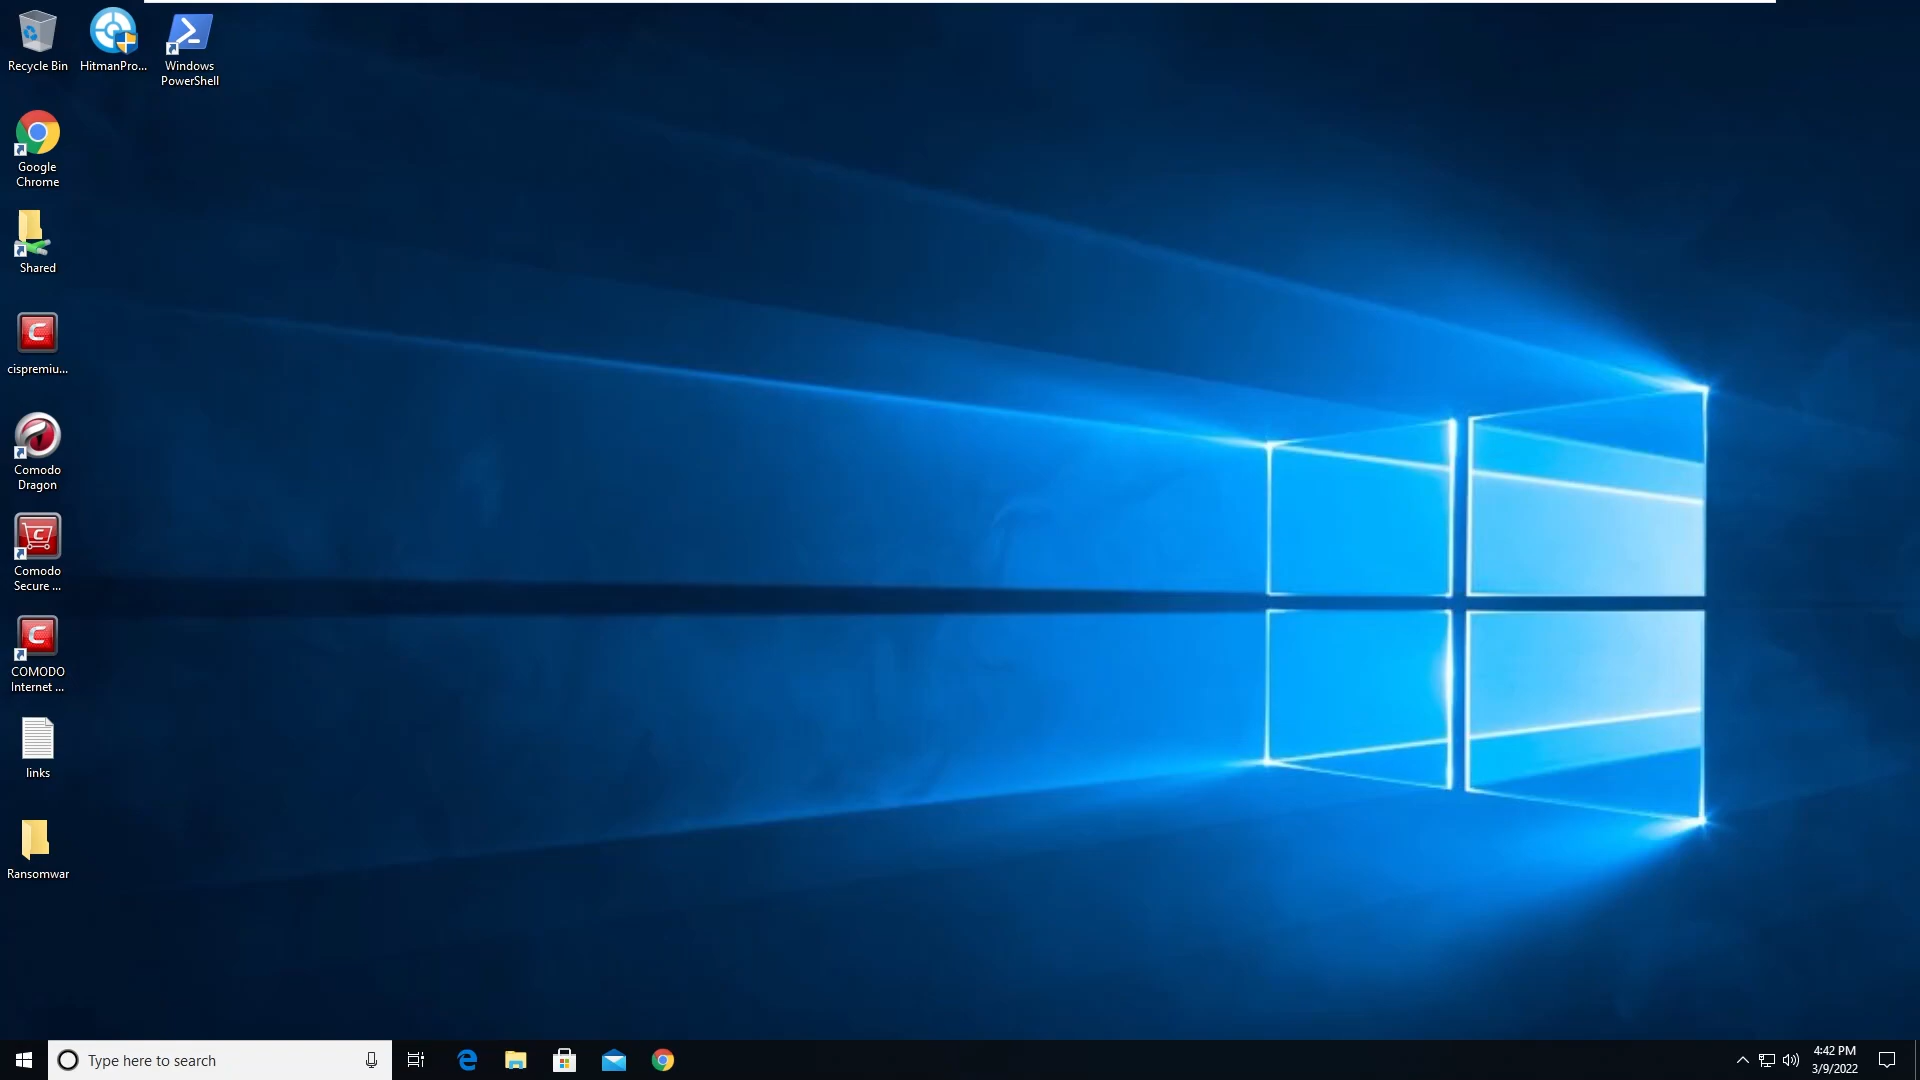 Recycle Bin
HitmanPro...
Windows
PowerShell
Google
Chrome
Shared
cispremiu...
Comodo
Dragon
Comodo
Secure ...
COMODO
Internet ...
links
Ransomwar
Type here to search
4:42 PM
3/9/2022